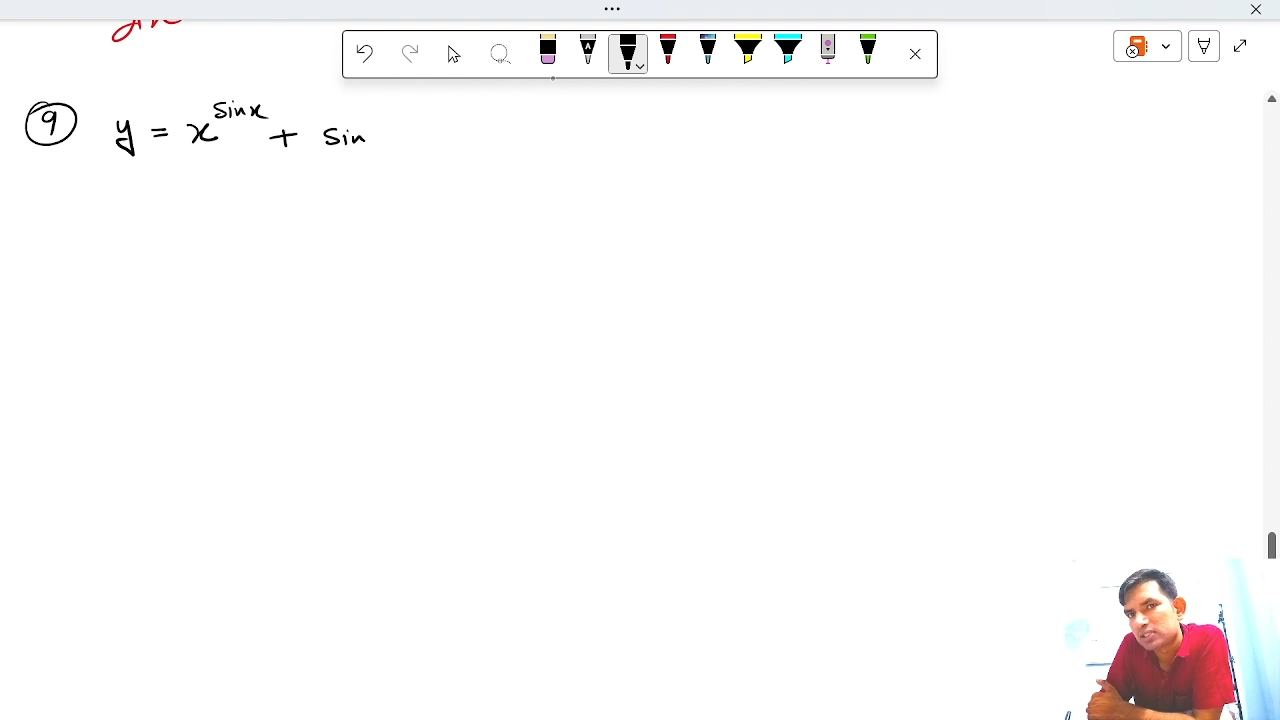 9 y = x^sinx + sin